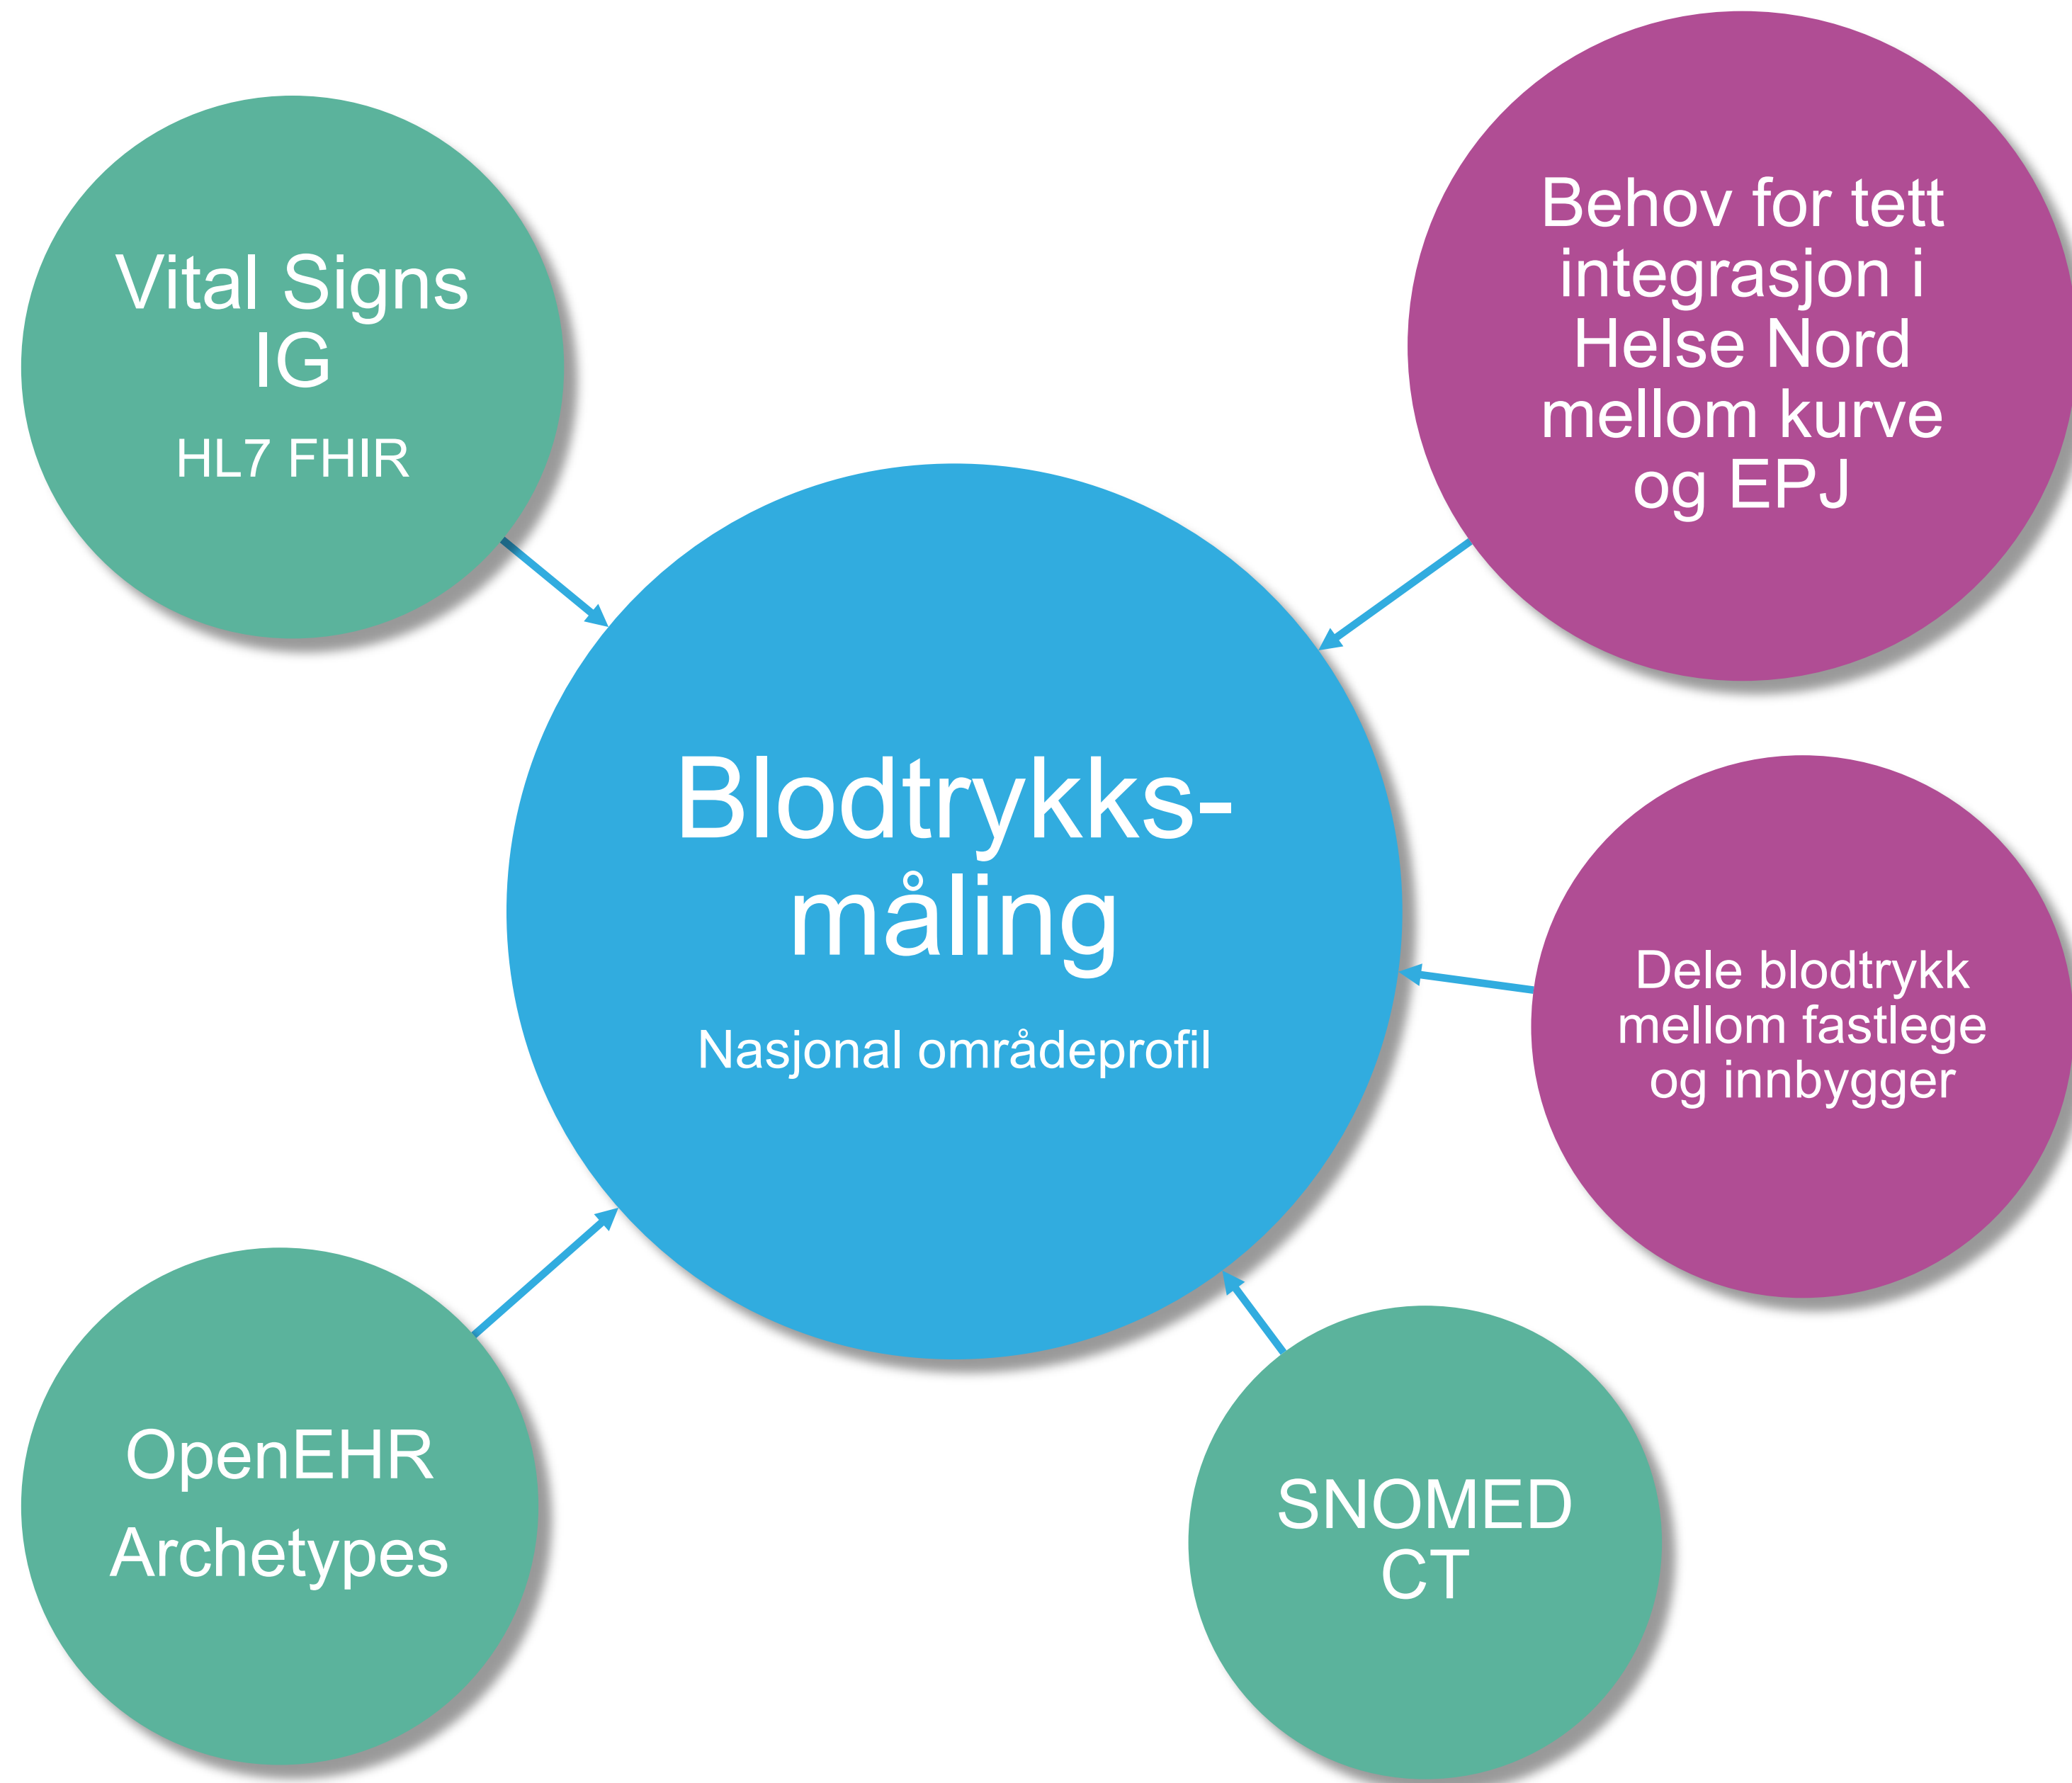 Vital Signs
IG
HL7 FHIR
Behov for tett
integrasjon i
Helse Nord
mellom kurve
og EPJ
Blodtrykks-
måling
Nasjonal områdeprofil
Dele blodtrykk
mellom fastlege
og innbygger
OpenEHR
Archetypes
SNOMED
CT